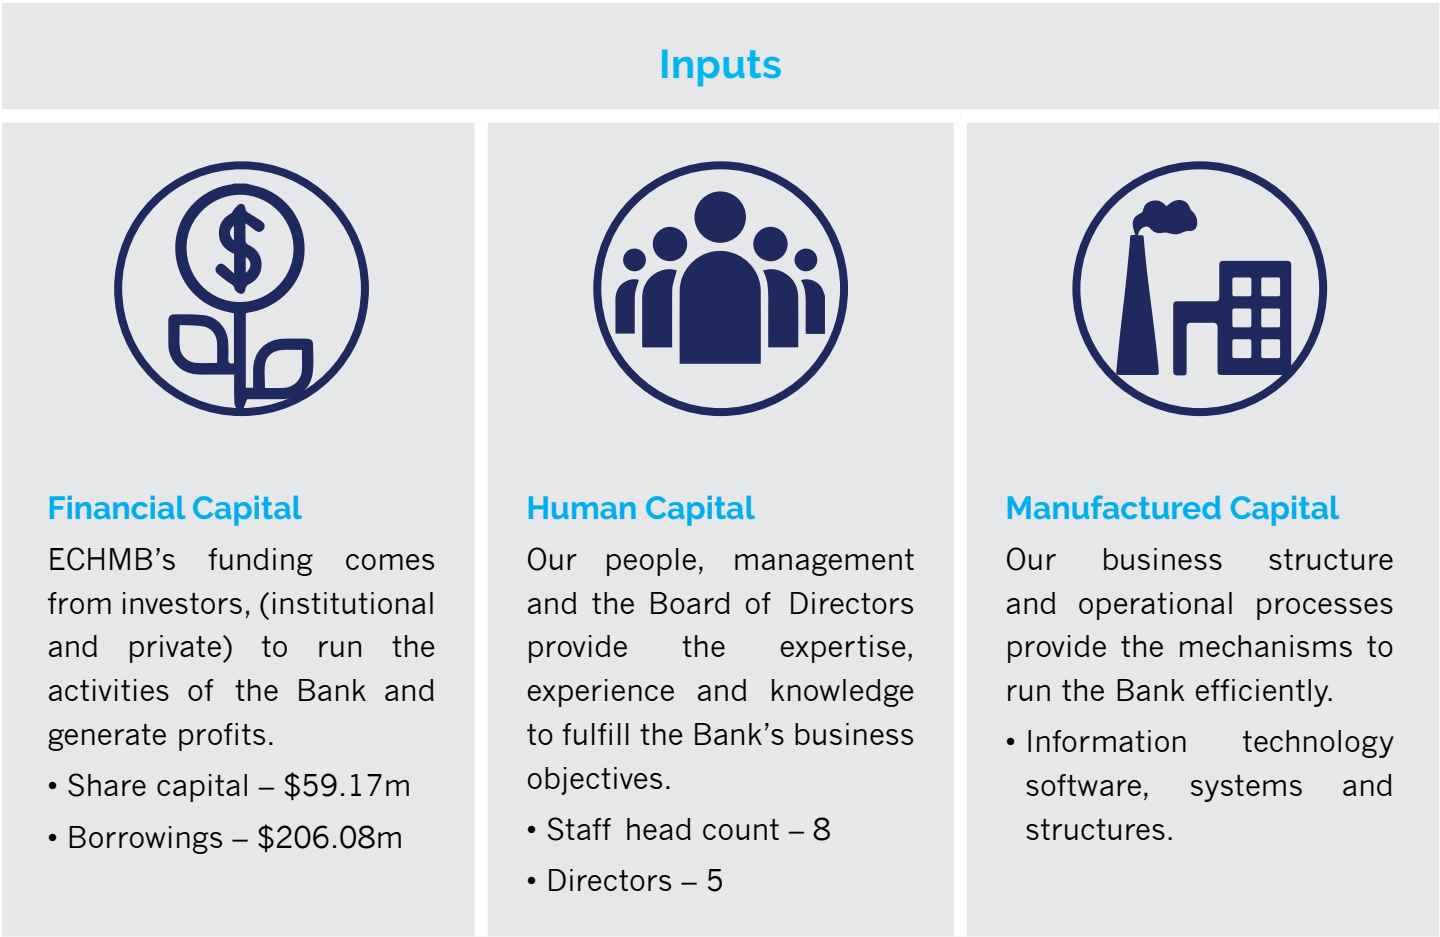 Inputs
Financial Capital
ECHMB’s funding comes
from investors, (institutional
and private) to run the
activities of the Bank and
generate profits.
• Share capital – $59.17m
• Borrowings – $206.08m
Human Capital
Our people, management
and the Board of Directors
provide the expertise,
experience and knowledge
to fulfill the Bank’s business
objectives.
• Staff head count – 8
• Directors – 5
Manufactured Capital
Our business structure
and operational processes
provide the mechanisms to
run the Bank efficiently.
• Information technology
software, systems and
structures.